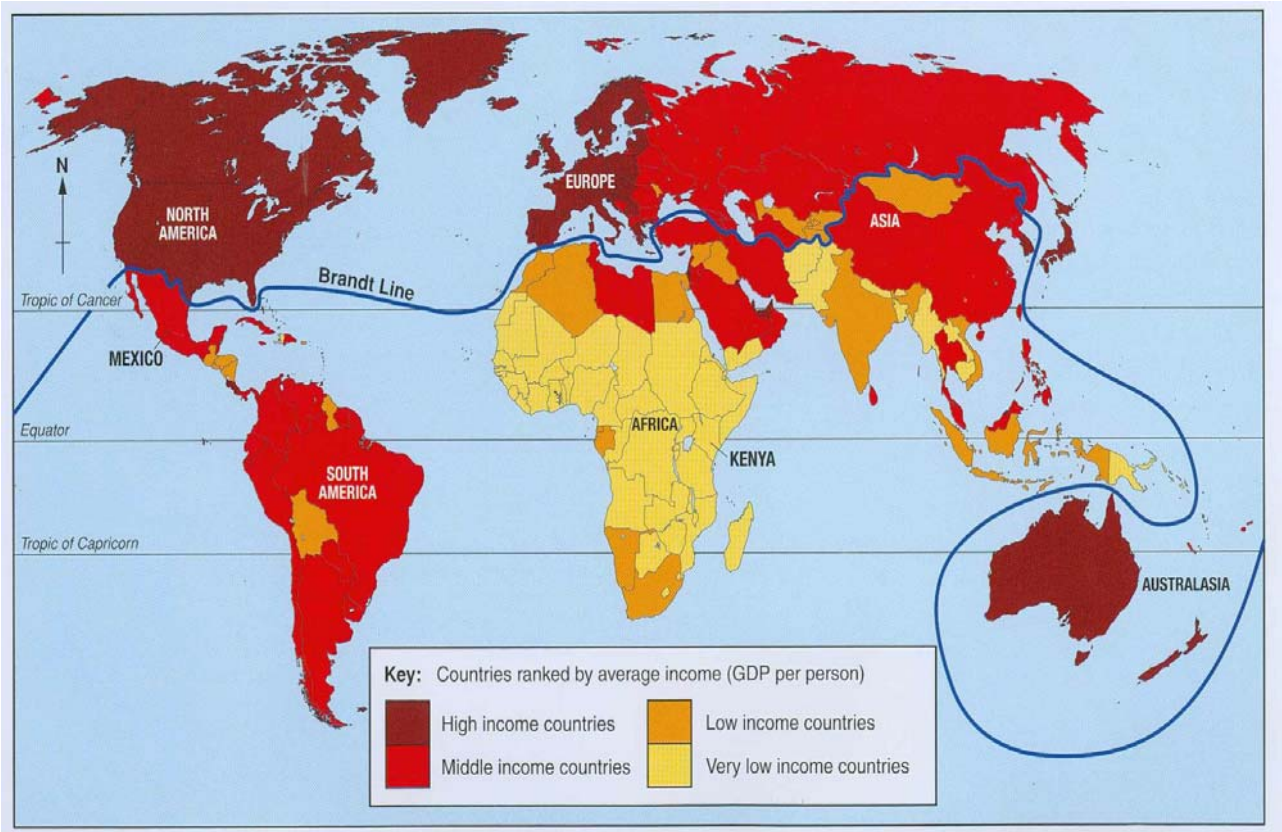 N
NORTH
AMERICA
EUROPE
ASIA
Brandt Line
Tropic of Cancer
MEXICO
AFRICA
Equator
KENYA
SOUTH
AMERICA
Tropic of Capricorn
AUSTRALASIA
Key: Countries ranked by average income (GDP per person)
High income countries
Low income countries
Middle income countries
Very low income countries